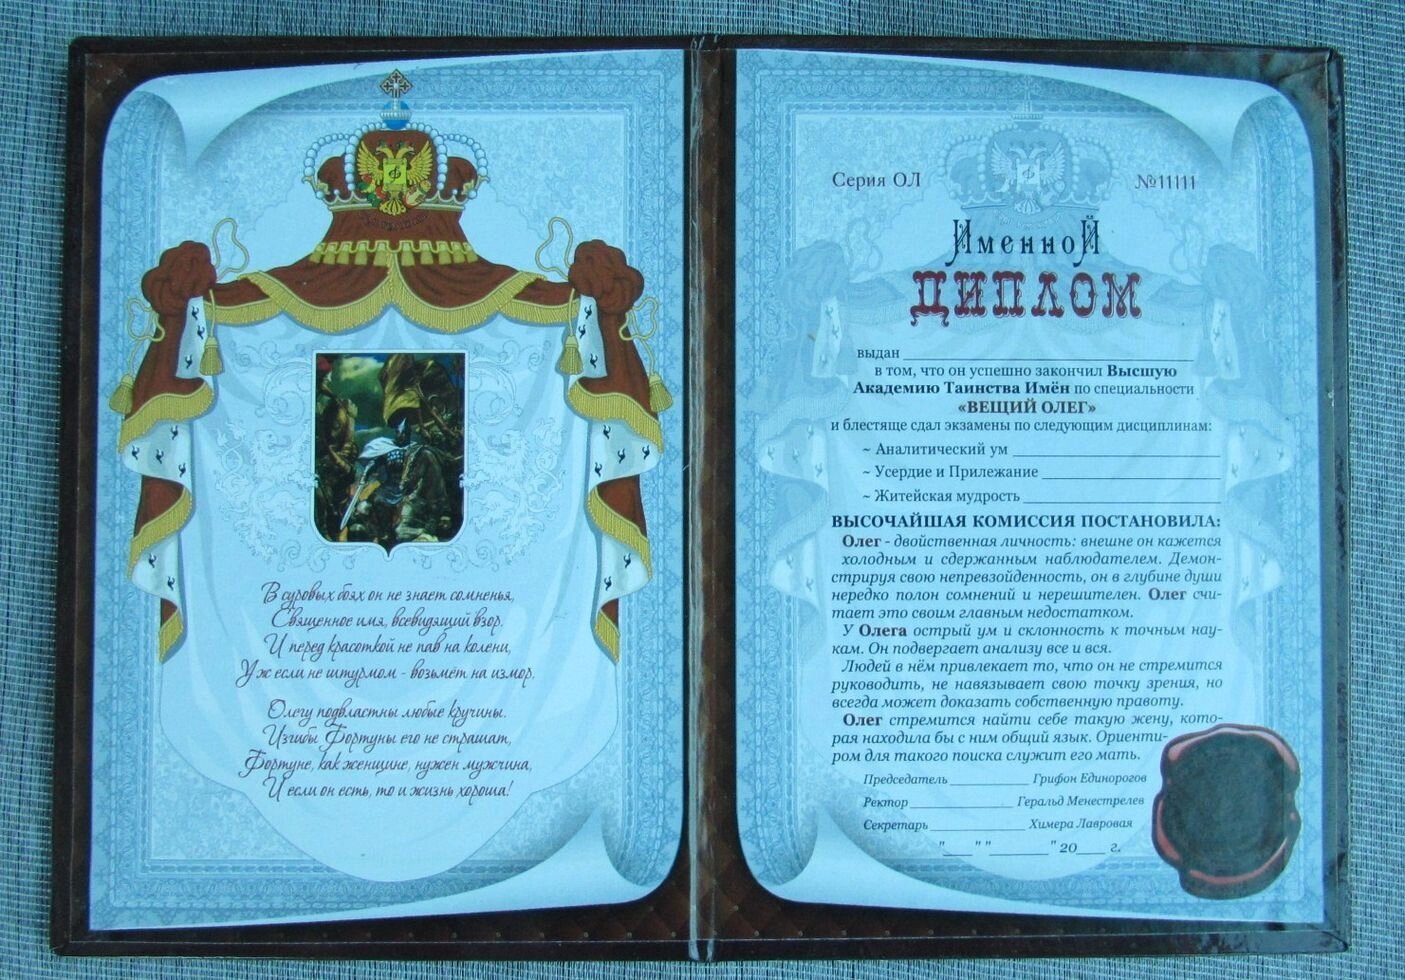 В суровых боях он не знает сомненья,
Священное имя, всевидящий взор.
И перед красоткой не пав на колени,
Уж если не штурмом - возьмёт на измор.
Олегу подвластны любые кручины.
Изгибы Фортуны его не страшат,
Фортуне, как женщине, нужен мужчина,
И если он есть, то и жизнь хороша!
Серия ОЛ №11111
Именной
ДИПЛОМ
выдан
в том, что он успешно закончил Высшую
Академию Таинства Имён по специальности
«ВЕЩИЙ ОЛЕГ»
и блестяще сдал экзамены по следующим дисциплинам:
~ Аналитический ум
~ Усердие и Прилежание
~ Житейская мудрость
ВЫСОЧАЙШАЯ КОМИССИЯ ПОСТАНОВИЛА:
Олег - двойственная личность: внешне он кажется
холодным и сдержанным наблюдателем. Демон-
стрируя свою непревзойденность, он в глубине души
нередко полон сомнений и нерешителен. Олег счи-
тает это своим главным недостатком.
У Олега острый ум и склонность к точным нау-
кам. Он подвергает анализу все и вся.
Людей в нём привлекает то, что он не стремится
руководить, не навязывает свою точку зрения, но
всегда может доказать собственную правоту.
Олег стремится найти себе такую жену, кото-
рая находила бы с ним общий язык. Ориенти-
ром для такого поиска служит его мать.
Председатель ____________ Грифон Единорогов
Ректор ____________ Геральд Менестрелев
Секретарь ____________ Химера Лавровая
"____" "________" 20____ г.